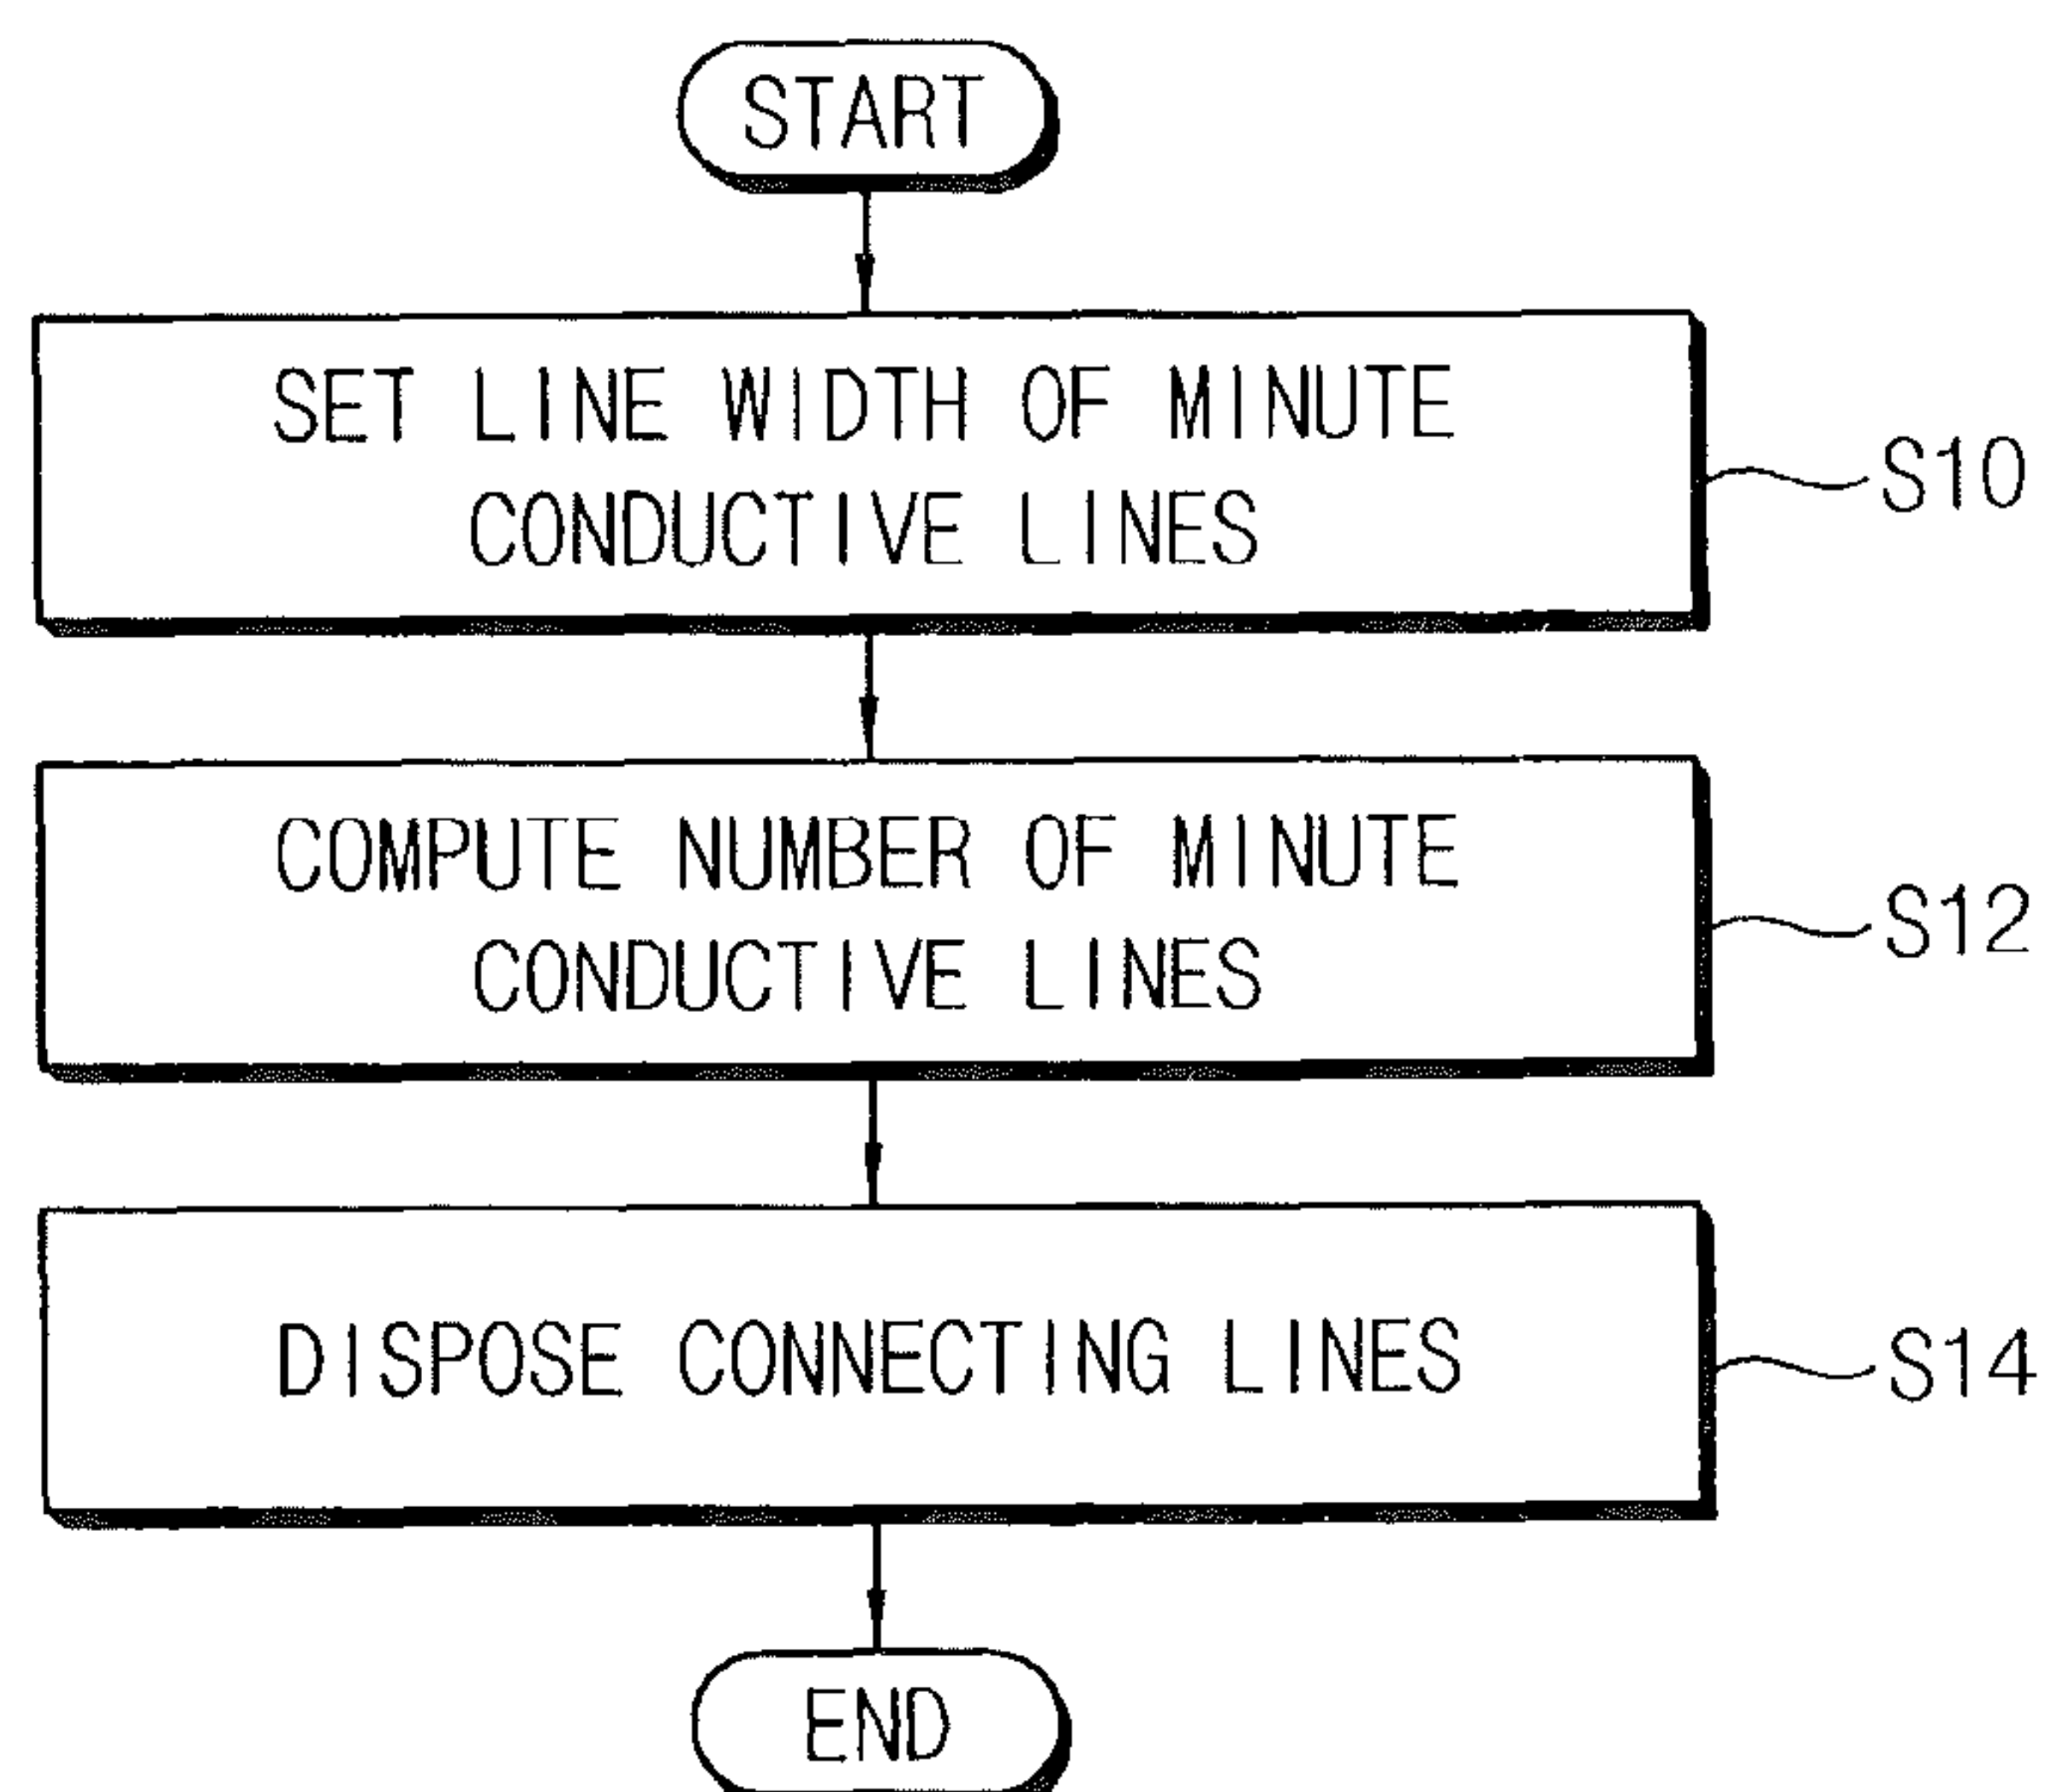 START
SET LINE WIDTH OF MINUTE
CONDUCTIVE LINES
S10
COMPUTE NUMBER OF MINUTE
CONDUCTIVE LINES
S12
DISPOSE CONNECTING LINES
S14
END